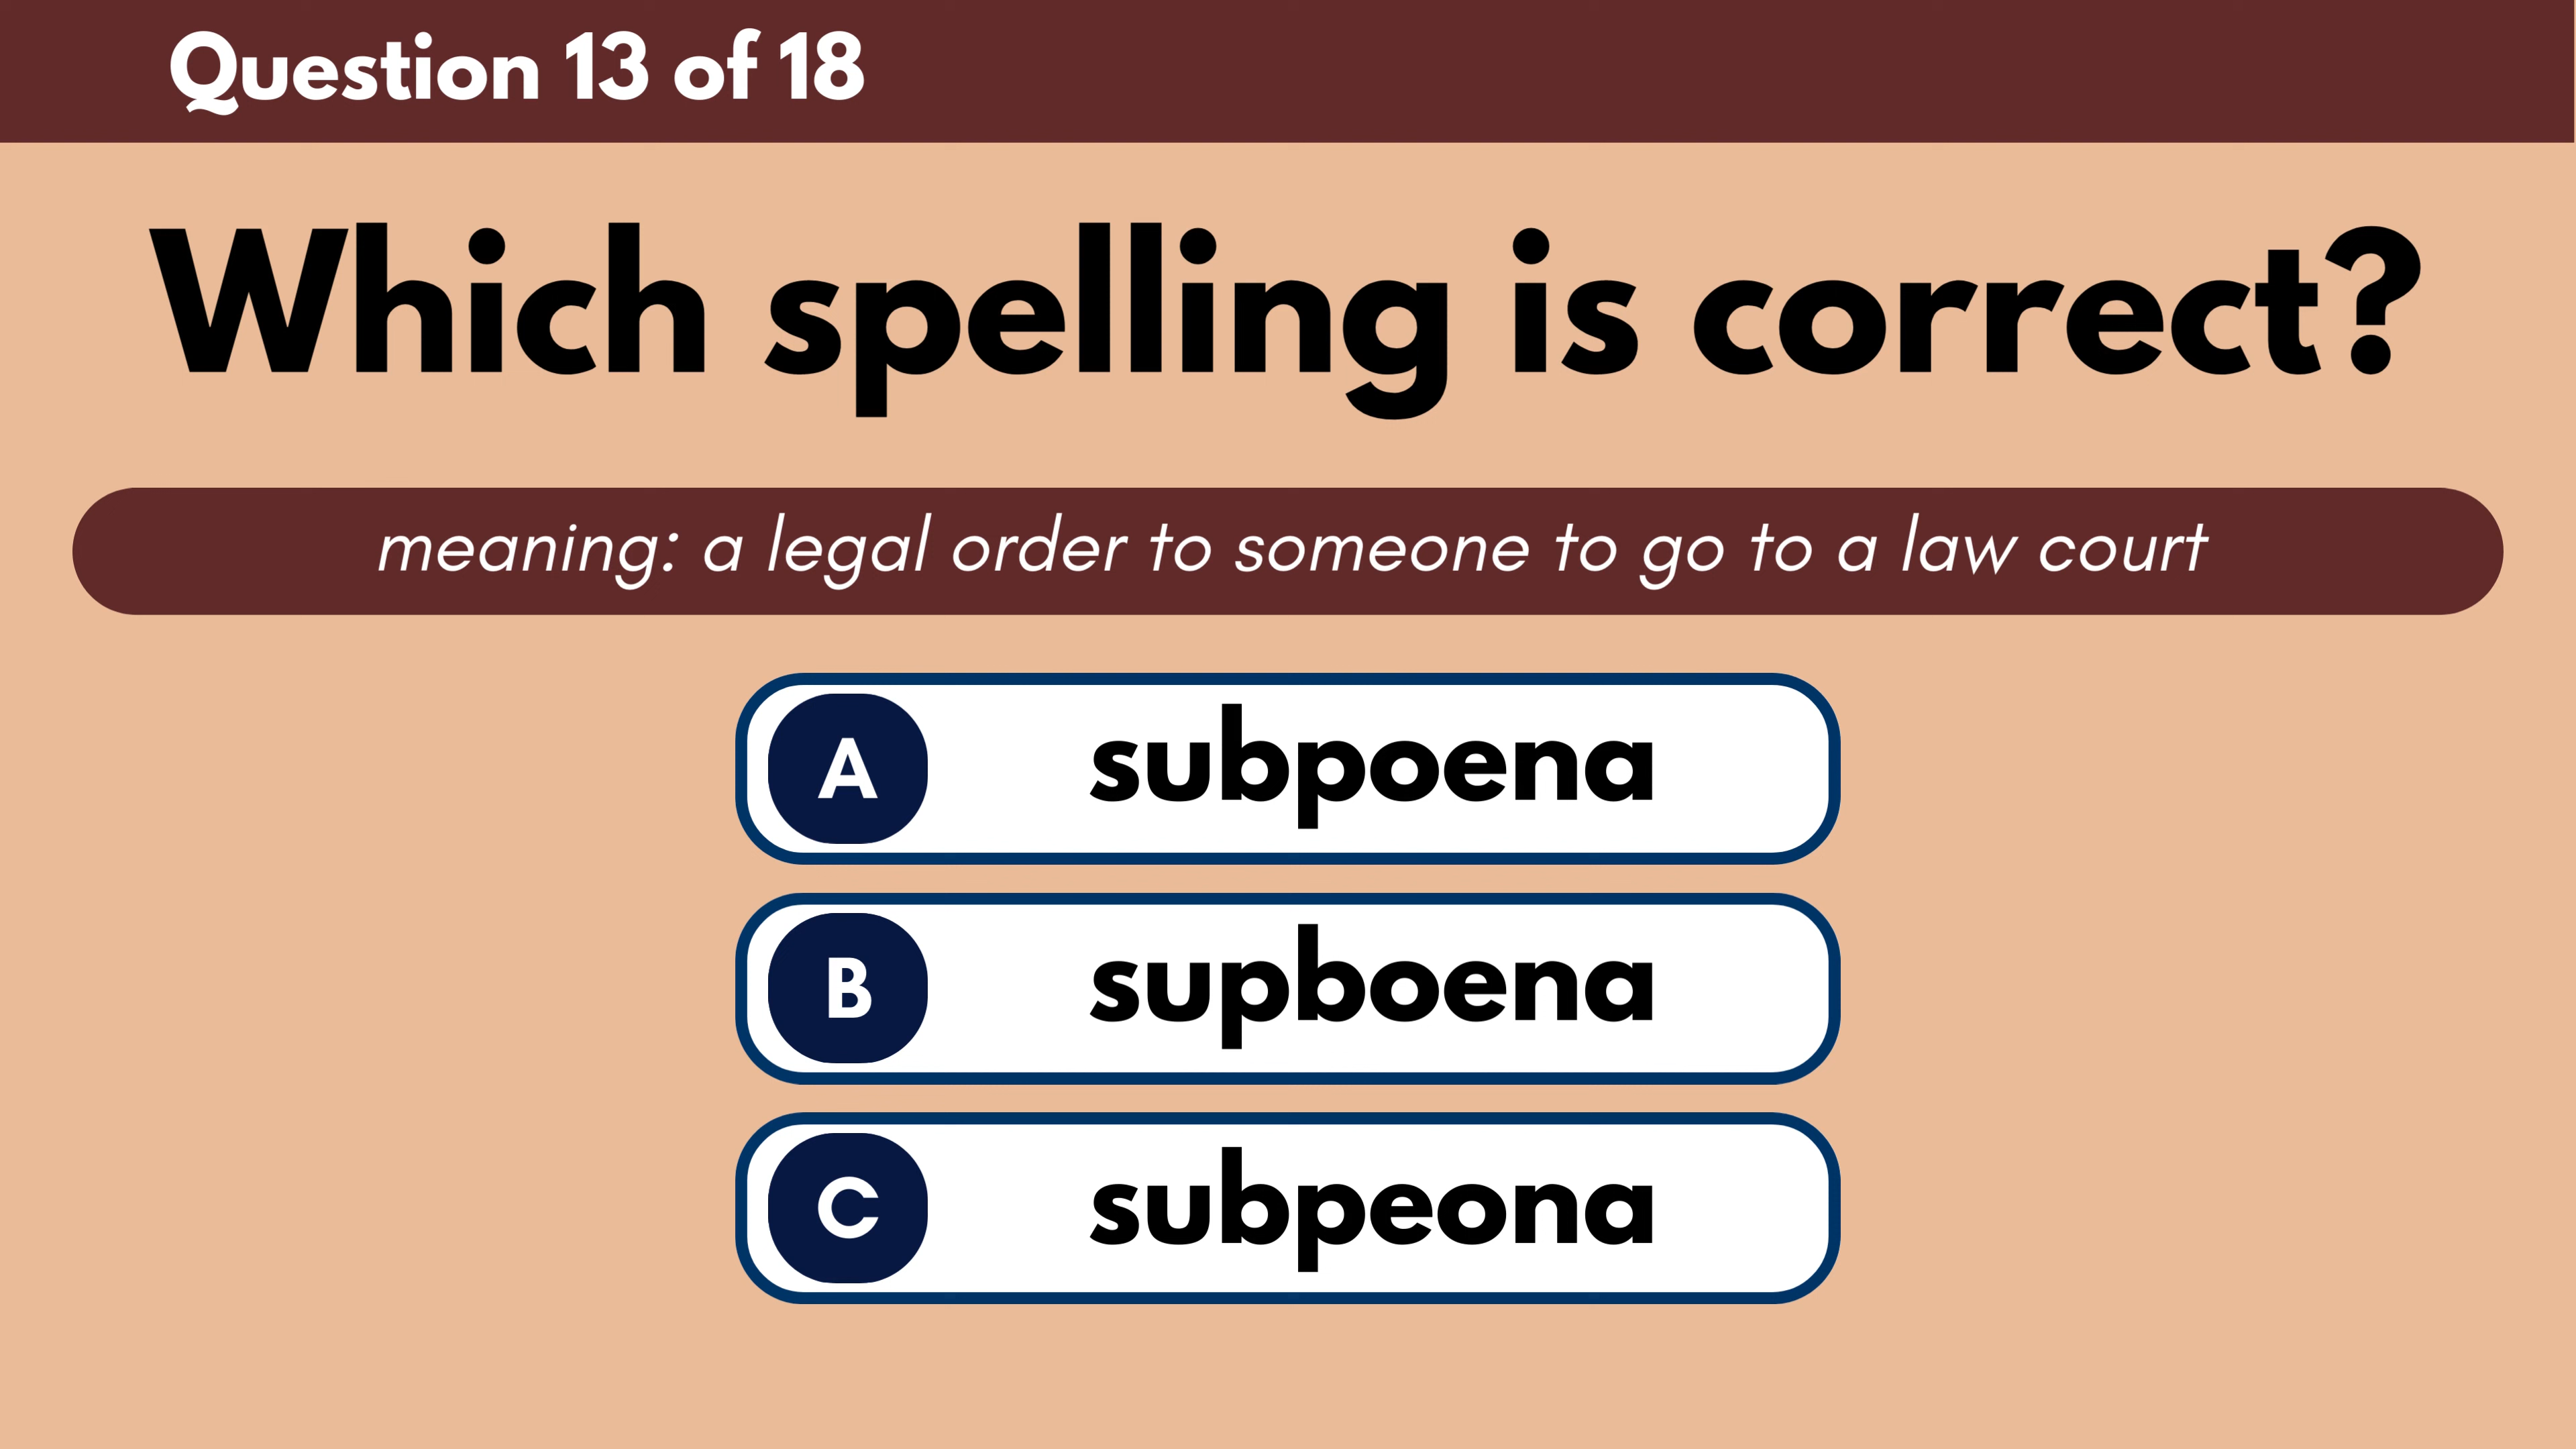 Question 13 of 18
Which spelling is correct?
meaning: a legal order to someone to go to a law court
A subpoena
B supboena
C subpeona